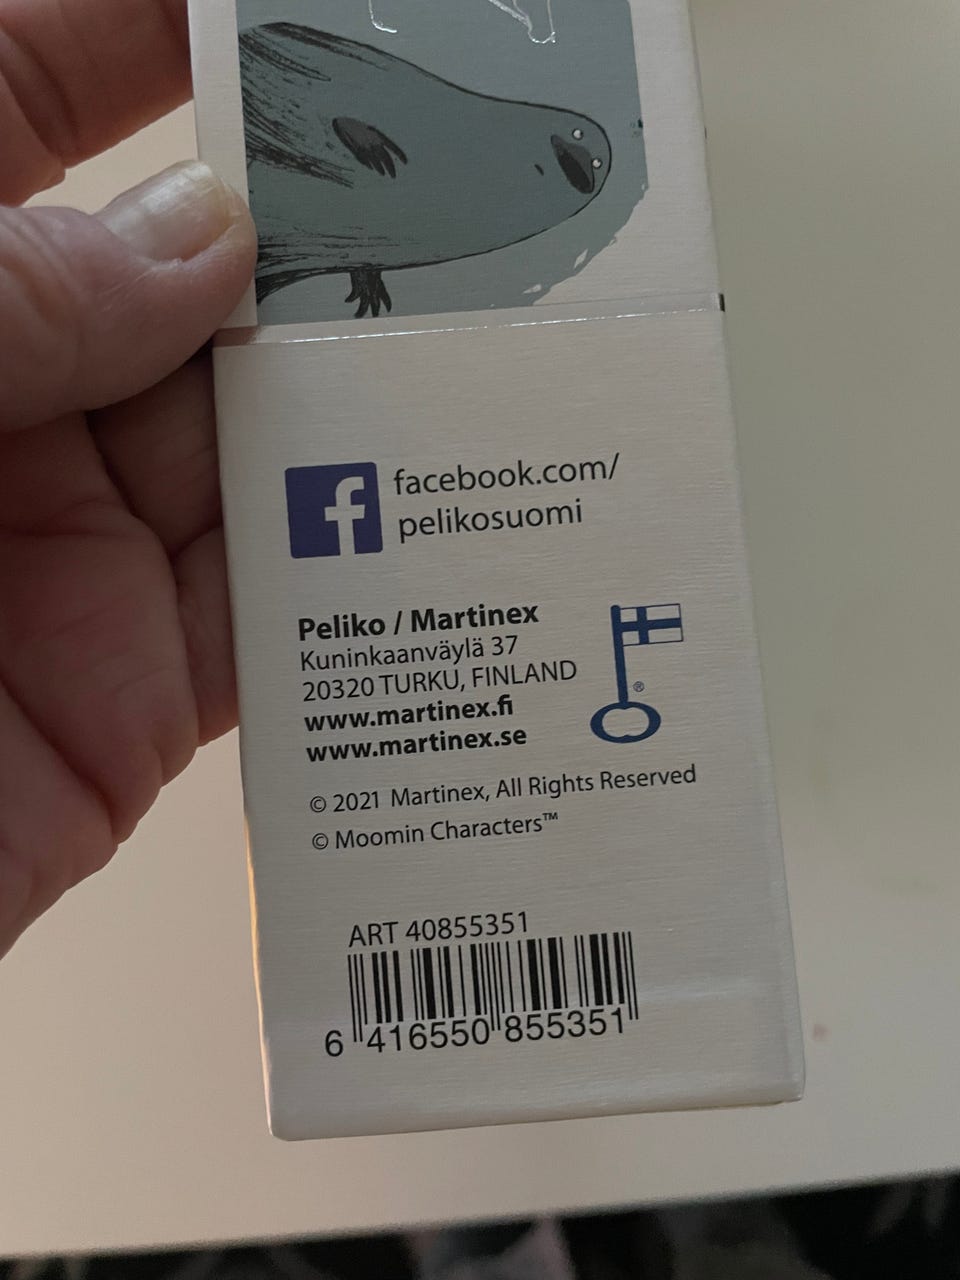 facebook.com/
pelikosuomi
Peliko / Martinex
Kuninkaanväylä 37
20320 TURKU, FINLAND
www.martinex.fi
www.martinex.se
®
© 2021 Martinex, All Rights Reserved
© Moomin Characters™
ART 40855351
6 416550 855351